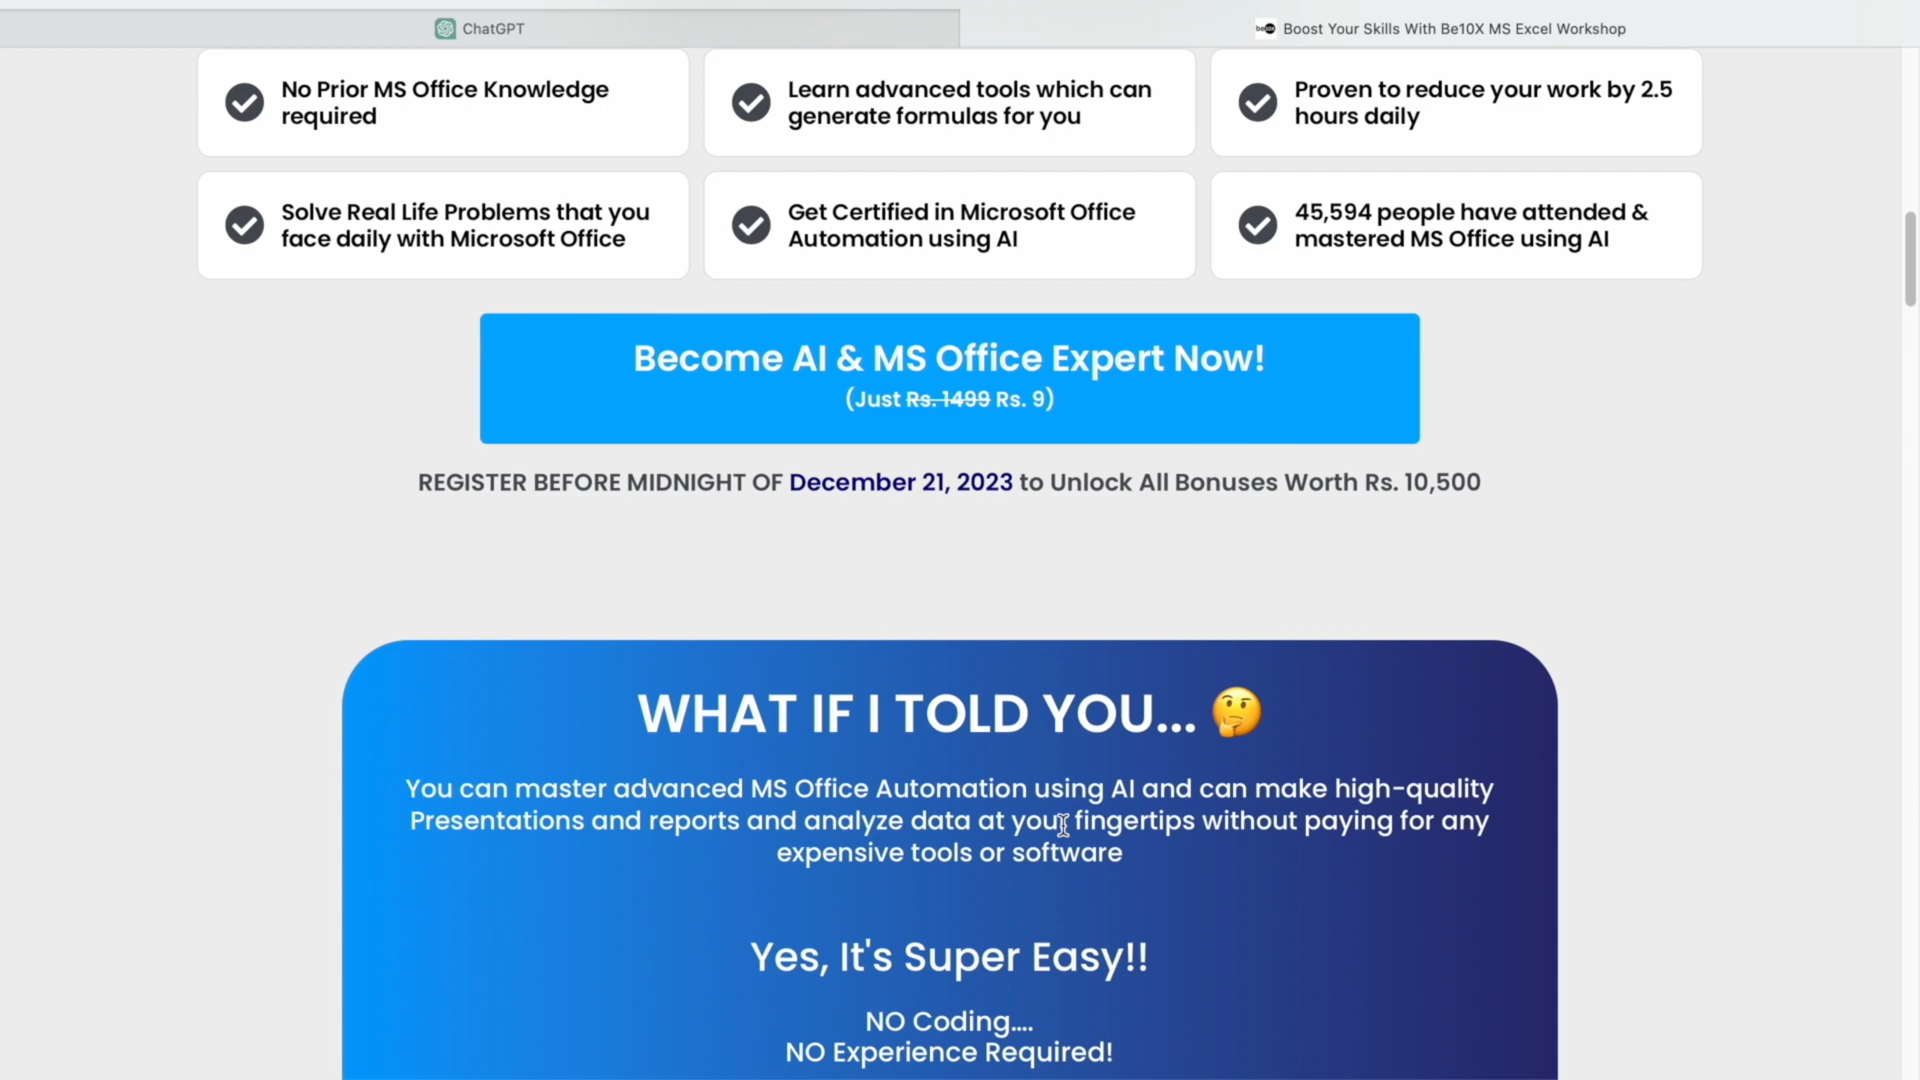 ChatGPT
Boost Your Skills With Be10X MS Excel Workshop
No Prior MS Office Knowledge
required
Learn advanced tools which can
generate formulas for you
Proven to reduce your work by 2.5
hours daily
Solve Real Life Problems that you
face daily with Microsoft Office
Get Certified in Microsoft Office
Automation using AI
45,594 people have attended &
mastered MS Office using AI
Become AI & MS Office Expert Now!
(Just Rs. 1499 Rs. 9)
REGISTER BEFORE MIDNIGHT OF December 21, 2023 to Unlock All Bonuses Worth Rs. 10,500
WHAT IF I TOLD YOU... 🤔
You can master advanced MS Office Automation using AI and can make high-quality
Presentations and reports and analyze data at your fingertips without paying for any
expensive tools or software
Yes, It's Super Easy!!
NO Coding....
NO Experience Required!